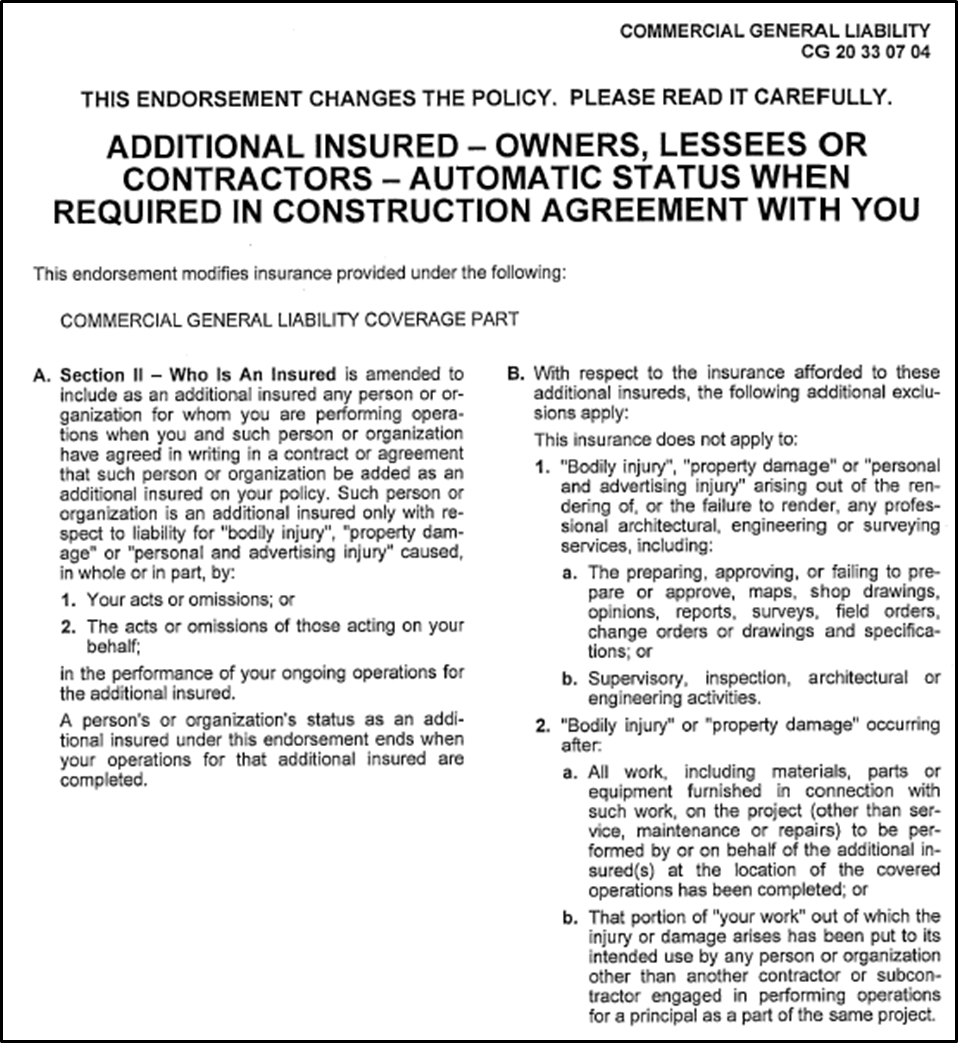 COMMERCIAL GENERAL LIABILITY
CG 20 33 07 04
THIS ENDORSEMENT CHANGES THE POLICY. PLEASE READ IT CAREFULLY.
ADDITIONAL INSURED – OWNERS, LESSEES OR
CONTRACTORS – AUTOMATIC STATUS WHEN
REQUIRED IN CONSTRUCTION AGREEMENT WITH YOU
This endorsement modifies insurance provided under the following:
COMMERCIAL GENERAL LIABILITY COVERAGE PART
A. Section II – Who Is An Insured is amended to
include as an additional insured any person or or-
ganization for whom you are performing opera-
tions when you and such person or organization
have agreed in writing in a contract or agreement
that such person or organization be added as an
additional insured on your policy. Such person or
organization is an additional insured only with re-
spect to liability for "bodily injury", "property dam-
age" or "personal and advertising injury" caused,
in whole or in part, by:
1. Your acts or omissions; or
2. The acts or omissions of those acting on your
behalf;
in the performance of your ongoing operations for
the additional insured.
A person's or organization's status as an addi-
tional insured under this endorsement ends when
your operations for that additional insured are
completed.
B. With respect to the insurance afforded to these
additional insureds, the following additional exclu-
sions apply:
This insurance does not apply to:
1. "Bodily injury", "property damage" or "personal
and advertising injury" arising out of the ren-
dering of, or the failure to render, any profes-
sional architectural, engineering or surveying
services, including:
a. The preparing, approving, or failing to pre-
pare or approve, maps, shop drawings,
opinions, reports, surveys, field orders,
change orders or drawings and specifica-
tions; or
b. Supervisory, inspection, architectural or
engineering activities.
2. "Bodily injury" or "property damage" occurring
after:
a. All work, including materials, parts or
equipment furnished in connection with
such work, on the project (other than ser-
vice, maintenance or repairs) to be per-
formed by or on behalf of the additional in-
sured(s) at the location of the covered
operations has been completed; or
b. That portion of "your work" out of which the
injury or damage arises has been put to its
intended use by any person or organization
other than another contractor or subcon-
tractor engaged in performing operations
for a principal as a part of the same project.